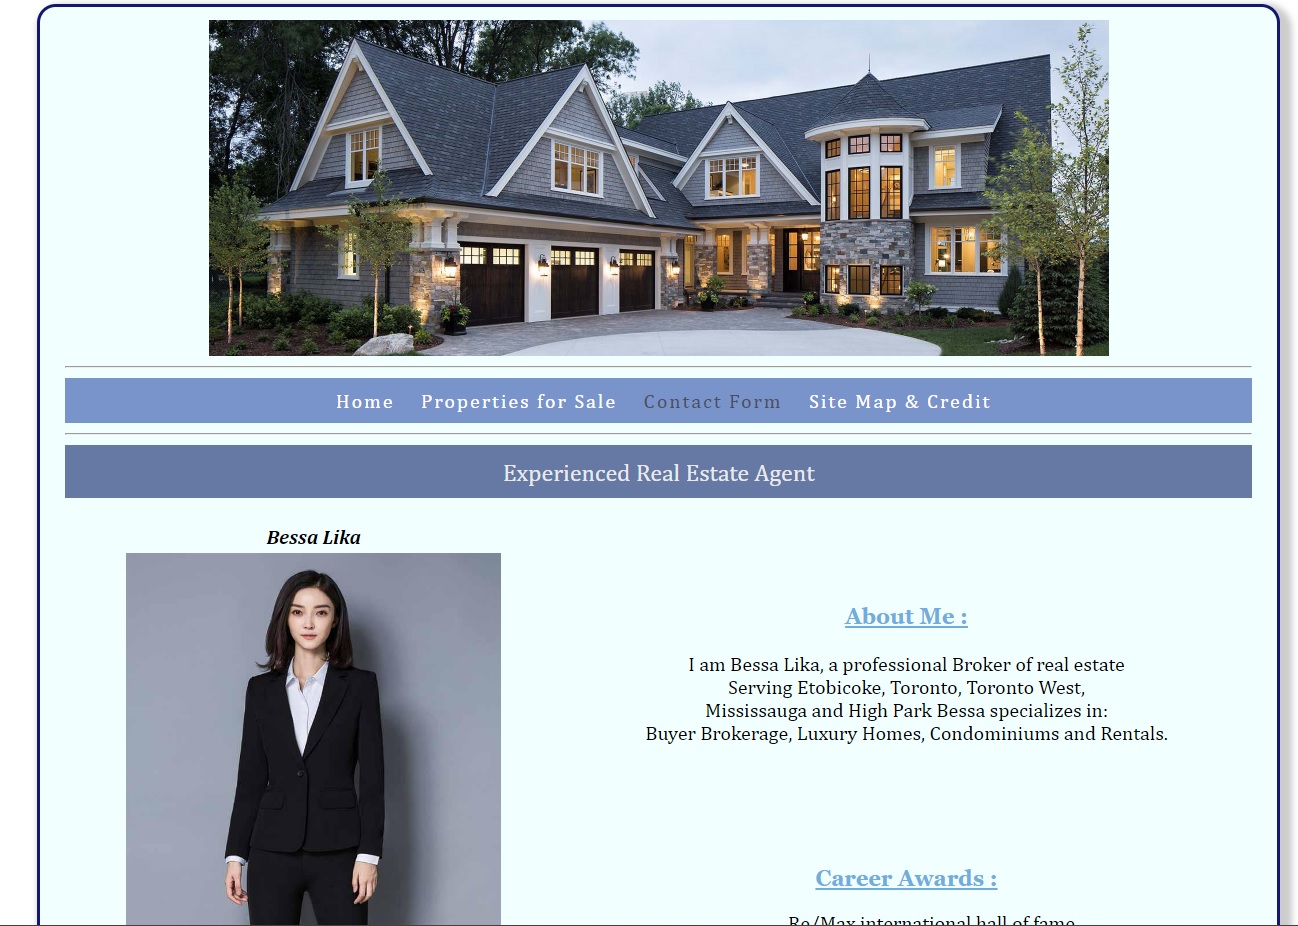 Home Properties for Sale Contact Form Site Map & Credit
Experienced Real Estate Agent
Bessa Lika
About Me :
I am Bessa Lika, a professional Broker of real estate
Serving Etobicoke, Toronto, Toronto West,
Mississauga and High Park Bessa specializes in:
Buyer Brokerage, Luxury Homes, Condominiums and Rentals.
Career Awards :
Re/Max international hall of fame